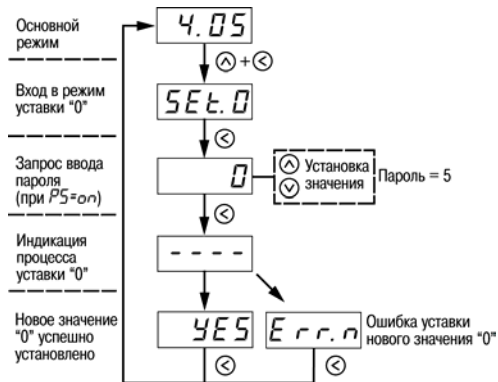 Основной
режим
4.05
+
Вход в режим
уставки "0"
SEt.0
Запрос ввода
пароля
(при PS=on)
0
Установка
значения
Пароль = 5
Индикация
процесса
уставки "0"
----
Новое значение
"0" успешно
установлено
YES
Err.n
Ошибка уставки
нового значения "0"